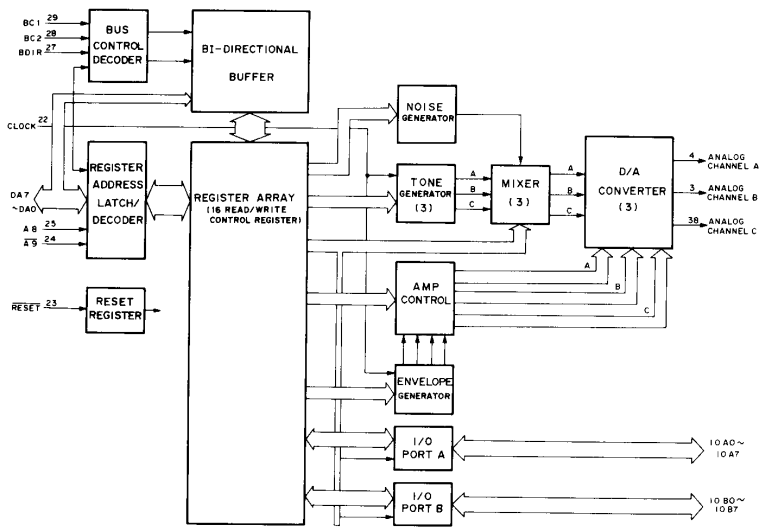 BC1 29
BC2 28
BDIR 27
BUS
CONTROL
DECODER
BI-DIRECTIONAL
BUFFER
CLOCK 22
DA7
~DA0
A8 25
A9 24
REGISTER
ADDRESS
LATCH/
DECODER
RESET 23
RESET
REGISTER
REGISTER ARRAY
(16 READ/WRITE
CONTROL REGISTER)
NOISE
GENERATOR
TONE
GENERATOR
(3)
A
B
C
MIXER
(3)
A
B
C
D/A
CONVERTER
(3)
4 ANALOG
CHANNEL A
3 ANALOG
CHANNEL B
38 ANALOG
CHANNEL C
AMP
CONTROL
A
B
C
ENVELOPE
GENERATOR
I/O
PORT A
IOA0~
IOA7
I/O
PORT B
IOB0~
IOB7